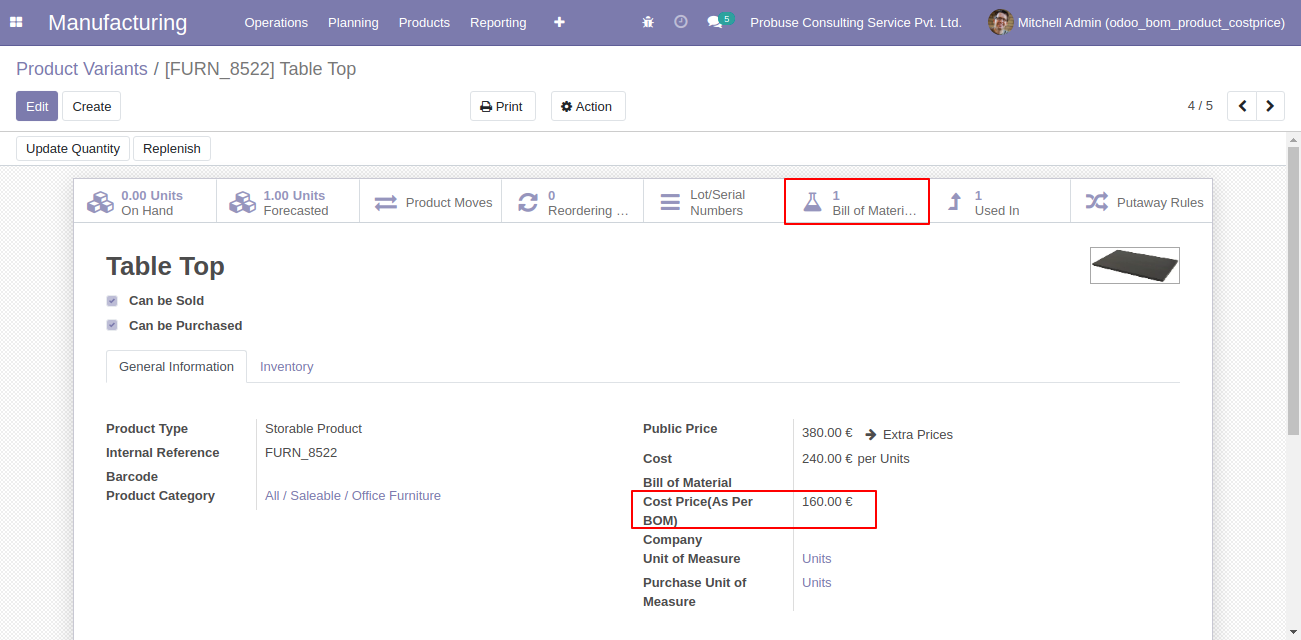 Manufacturing Operations Planning Products Reporting 5 Probuse Consulting Service Pvt. Ltd. Mitchell Admin (odoo_bom_product_costprice)
Product Variants / [FURN_8522] Table Top
Edit Create Print Action 4 / 5
Update Quantity Replenish
0.00 Units
On Hand
1.00 Units
Forecasted
Product Moves
0
Reordering ...
Lot/Serial
Numbers
1
Bill of Materi...
1
Used In
Putaway Rules
Table Top
Can be Sold
Can be Purchased
General Information Inventory
Product Type Storable Product
Internal Reference FURN_8522
Barcode
Product Category All / Saleable / Office Furniture
Public Price 380.00 € Extra Prices
Cost 240.00 € per Units
Bill of Material
Cost Price(As Per 160.00 €
BOM)
Company
Unit of Measure Units
Purchase Unit of Units
Measure